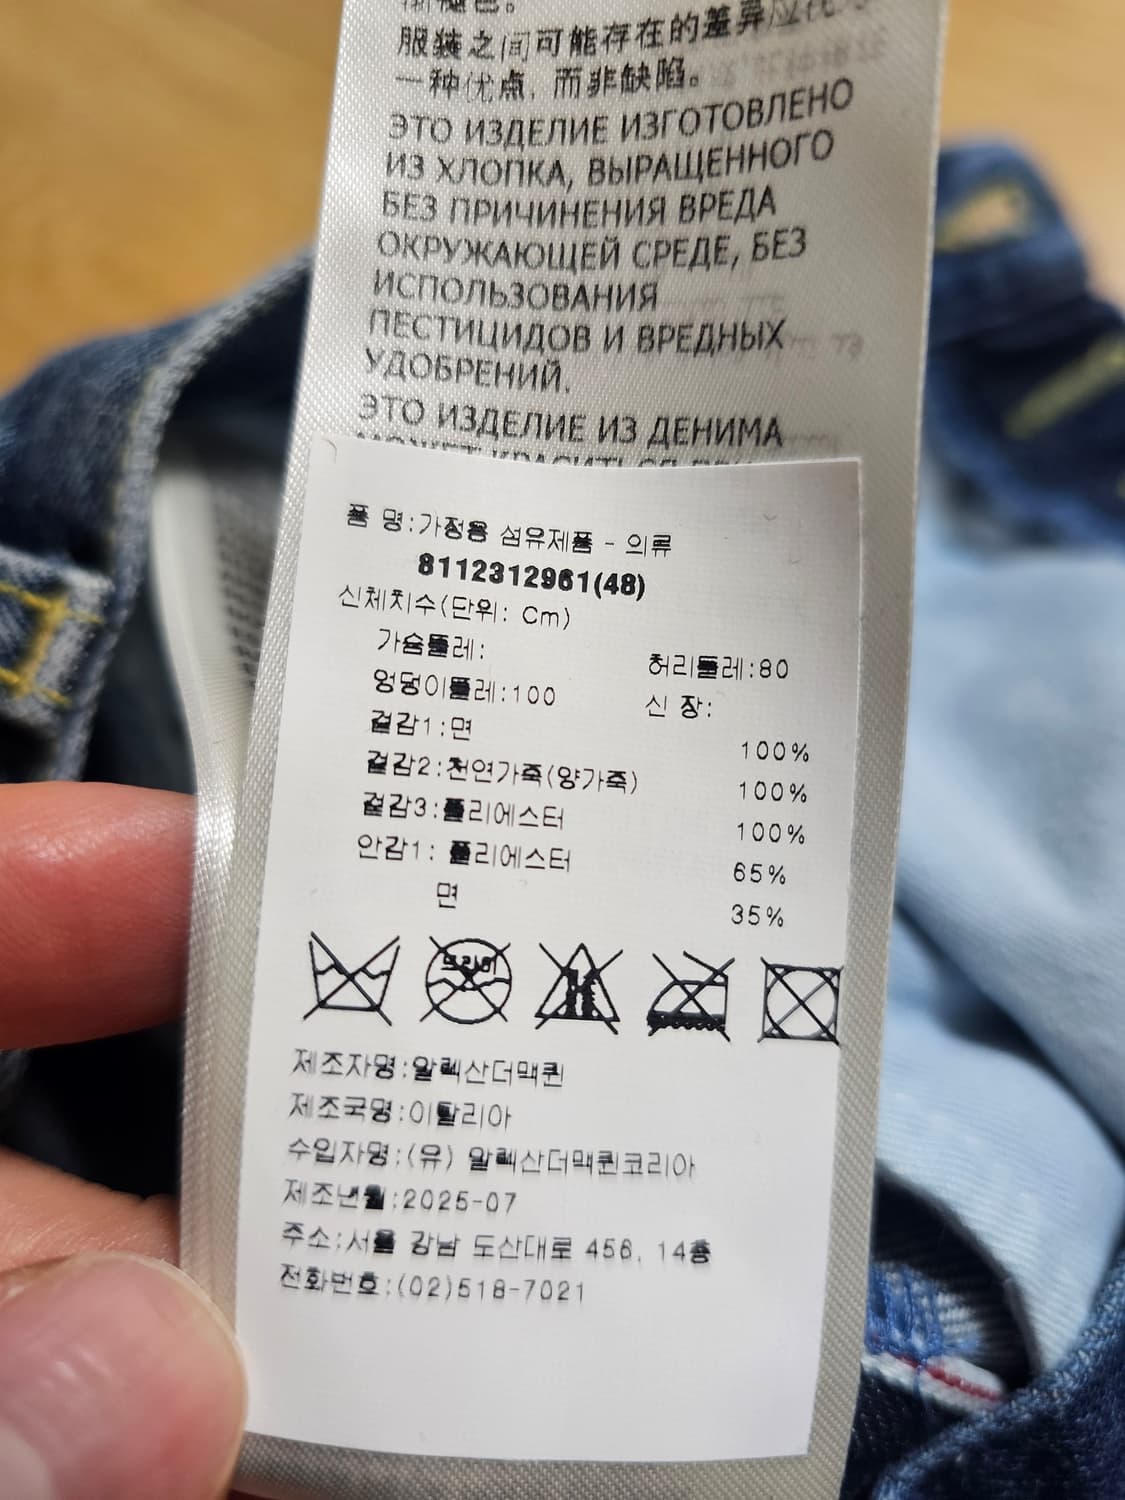 渐褪色。
服装之间可能存在的差异应视为
一种优点，而非缺陷。
ЭТО ИЗДЕЛИЕ ИЗГОТОВЛЕНО
ИЗ ХЛОПКА, ВЫРАЩЕННОГО
БЕЗ ПРИЧИНЕНИЯ ВРЕДА
ОКРУЖАЮЩЕЙ СРЕДЕ, БЕЗ
ИСПОЛЬЗОВАНИЯ
ПЕСТИЦИДОВ И ВРЕДНЫХ
УДОБРЕНИЙ.
ЭТО ИЗДЕЛИЕ ИЗ ДЕНИМА
МОЖЕТ КРАСИТЬСЯ ПРИ
품 명:가정용 섬유제품 - 의류
8112312961(48)
신체치수(단위: Cm)
가슴둘레:
허리둘레:80
엉덩이둘레:100
신 장:
겉감1:면 100%
겉감2:천연가죽(양가죽) 100%
겉감3:폴리에스터 100%
안감1: 폴리에스터 65%
면 35%
드라이
제조자명:알렉산더맥퀸
제조국명:이탈리아
수입자명:(유) 알렉산더맥퀸코리아
제조년월:2025-07
주소:서울 강남 도산대로 456, 14층
전화번호:(02)518-7021